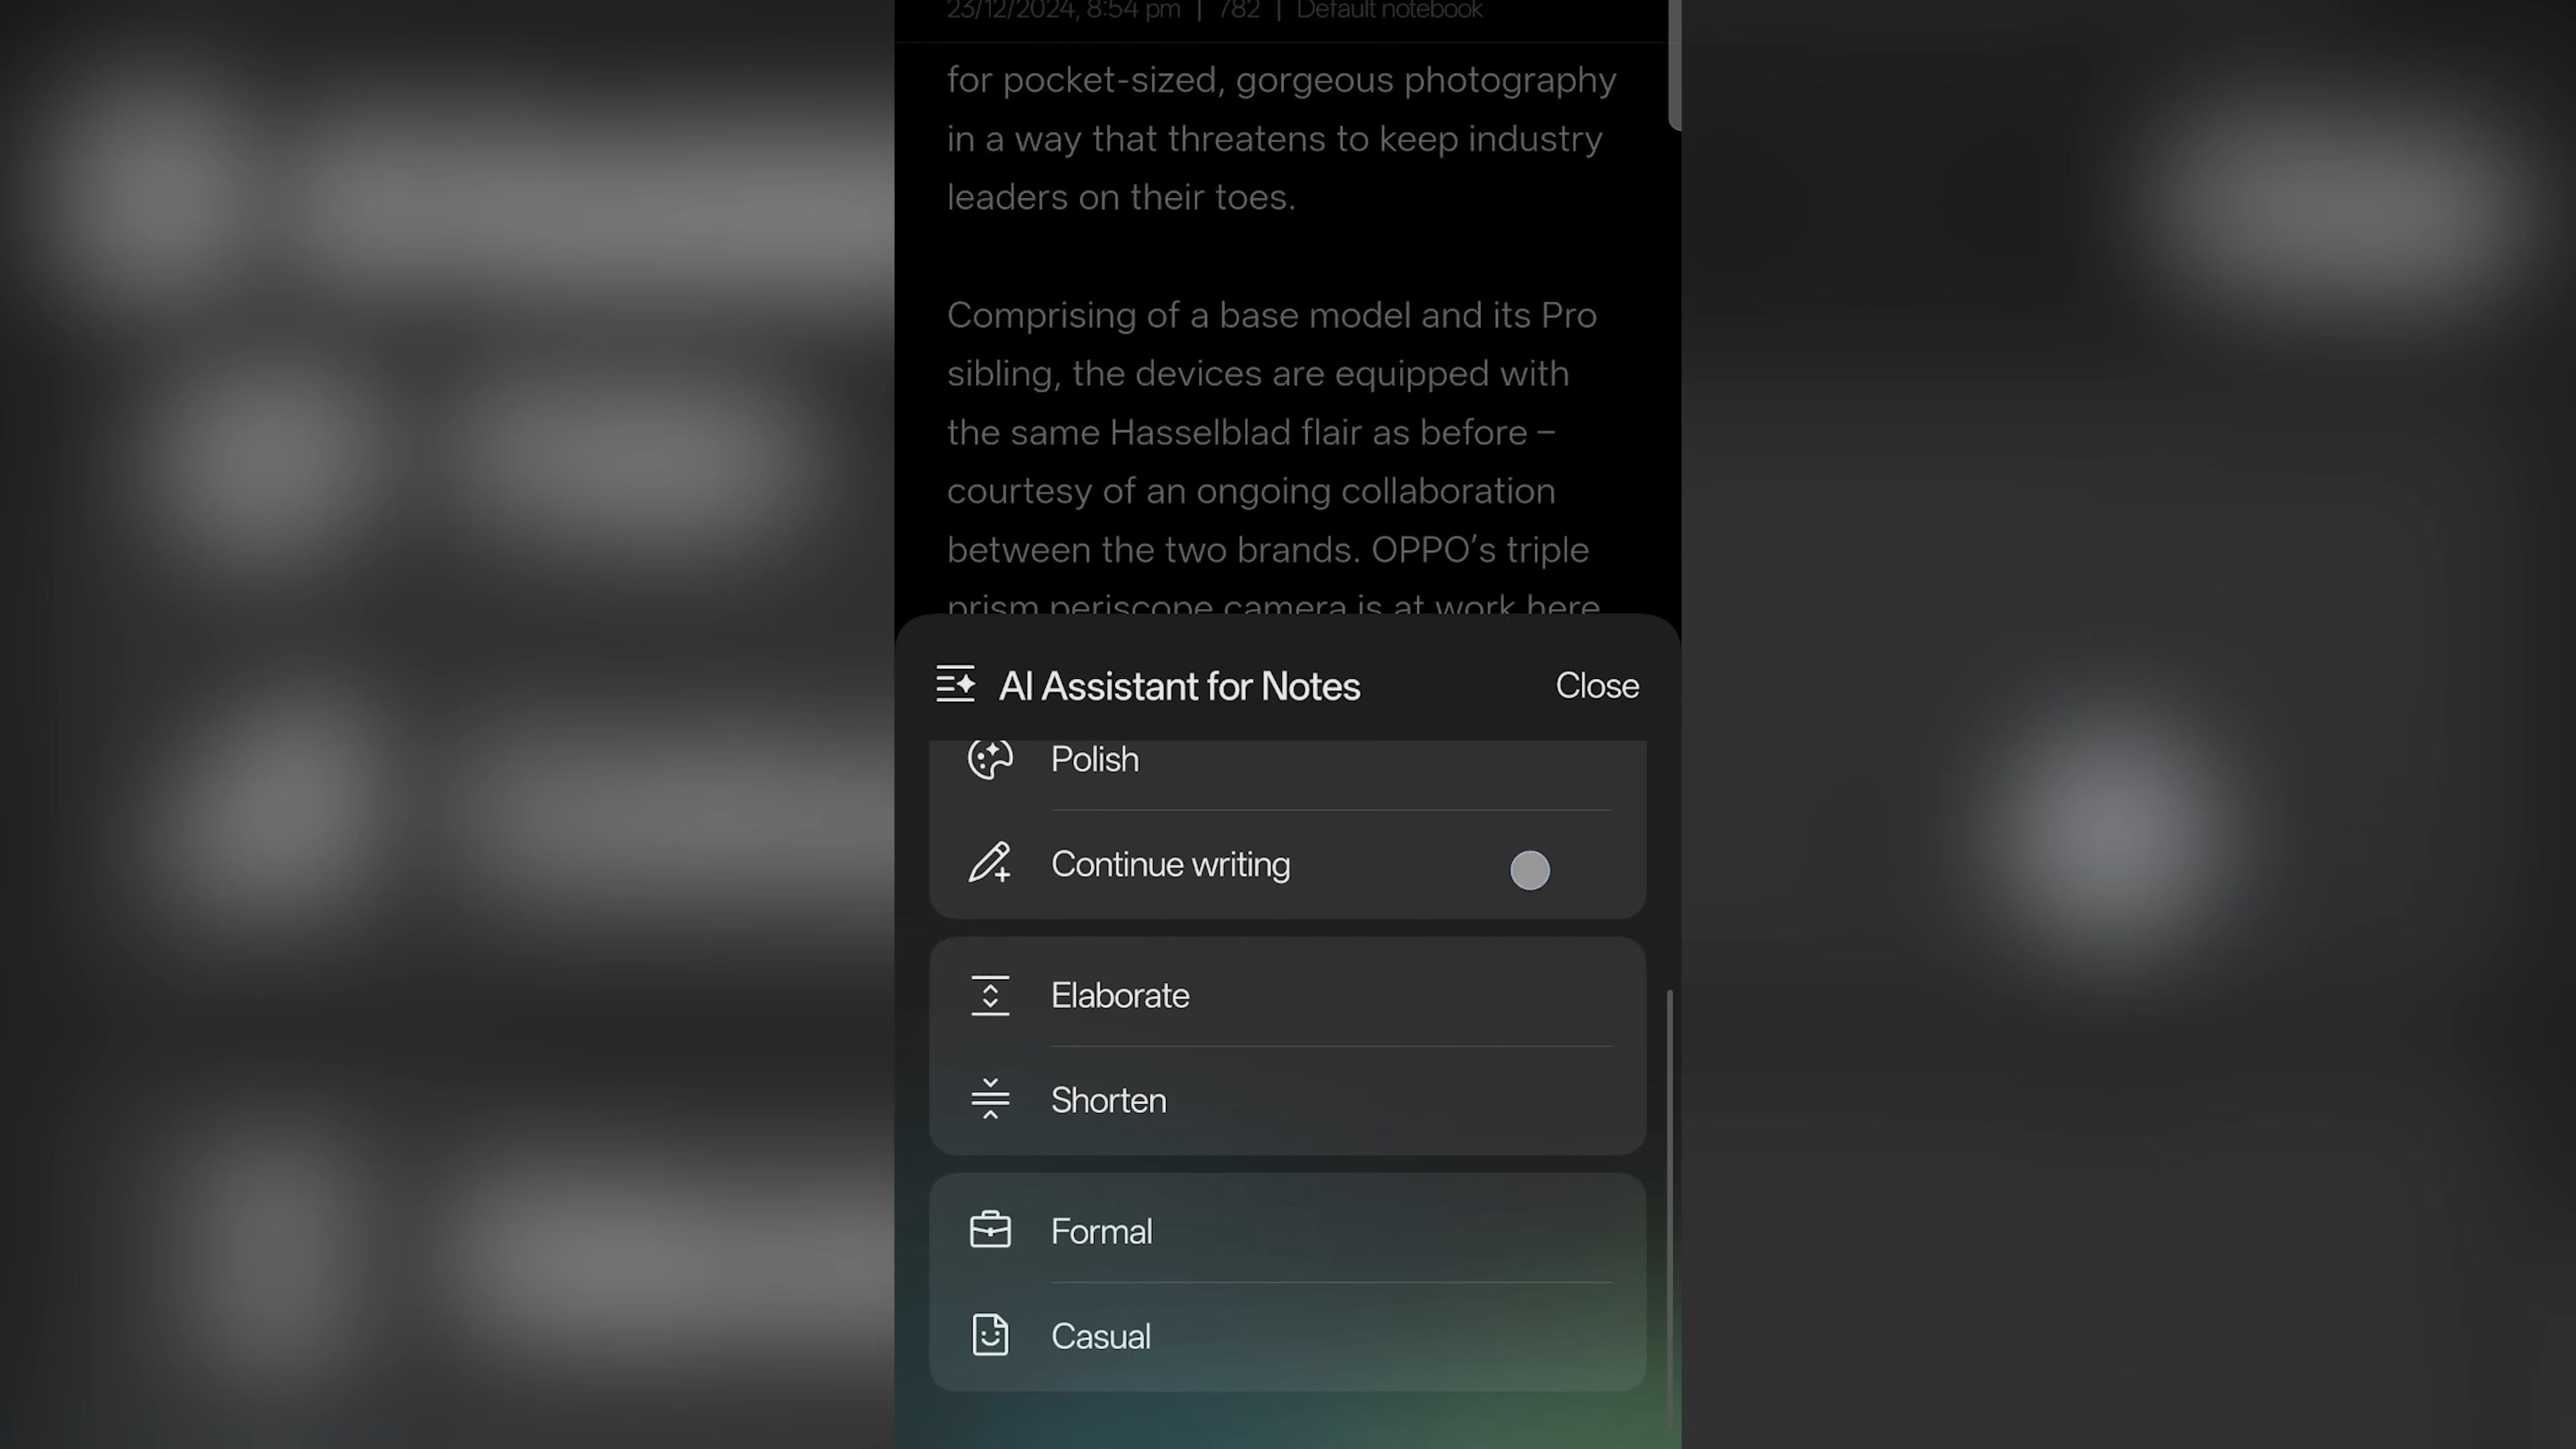 23/12/2024, 8:54 pm | 782 | Default notebook
for pocket-sized, gorgeous photography
in a way that threatens to keep industry
leaders on their toes.
Comprising of a base model and its Pro
sibling, the devices are equipped with
the same Hasselblad flair as before –
courtesy of an ongoing collaboration
between the two brands. OPPO’s triple
prism periscope camera is at work here
AI Assistant for Notes Close
Polish
Continue writing
Elaborate
Shorten
Formal
Casual